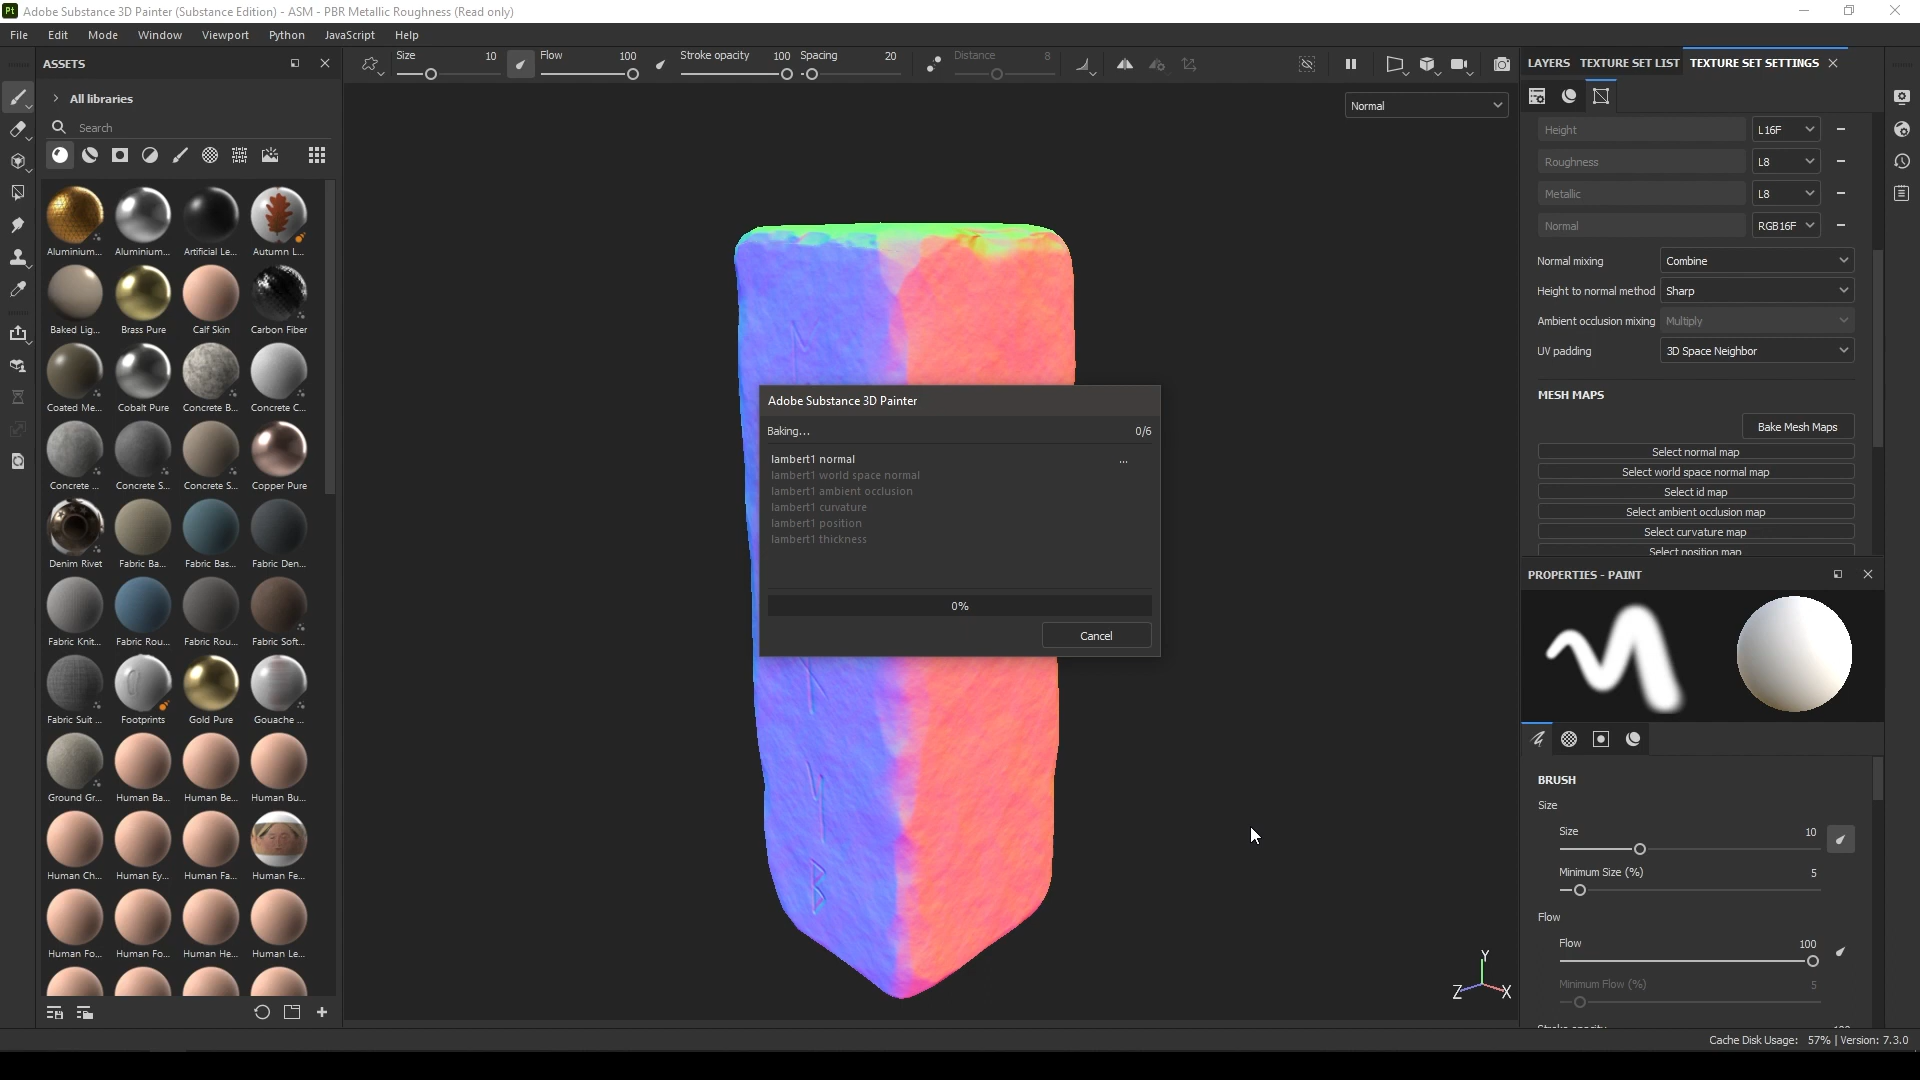 Pt Adobe Substance 3D Painter (Substance Edition) - ASM - PBR Metallic Roughness (Read only)
File Edit Mode Window Viewport Python JavaScript Help
Size 10 Flow 100 Stroke opacity 100 Spacing 20 Distance 8
ASSETS
All libraries
Search
Aluminium... Aluminium... Artificial Le... Autumn L...
Baked Lig... Brass Pure Calf Skin Carbon Fiber
Coated Me... Cobalt Pure Concrete B... Concrete C...
Concrete ... Concrete S... Concrete S... Copper Pure
Denim Rivet Fabric Ba... Fabric Bas... Fabric Den...
Fabric Knit... Fabric Rou... Fabric Rou... Fabric Soft...
Fabric Suit ... Footprints Gold Pure Gouache ...
Ground Gr... Human Ba... Human Be... Human Bu...
Human Ch... Human Ey... Human Fa... Human Fe...
Human Fo... Human Fo... Human He... Human Le...
Normal
Adobe Substance 3D Painter
Baking... 0/6
lambert1 normal ...
lambert1 world space normal
lambert1 ambient occlusion
lambert1 curvature
lambert1 position
lambert1 thickness
0%
Cancel
Y
Z X
LAYERS TEXTURE SET LIST TEXTURE SET SETTINGS
Height L16F
Roughness L8
Metallic L8
Normal RGB16F
Normal mixing Combine
Height to normal method Sharp
Ambient occlusion mixing Multiply
UV padding 3D Space Neighbor
MESH MAPS
Bake Mesh Maps
Select normal map
Select world space normal map
Select id map
Select ambient occlusion map
Select curvature map
Select position map
PROPERTIES - PAINT
BRUSH
Size
Size 10
Minimum Size (%) 5
Flow
Flow 100
Minimum Flow (%) 5
Stroke opacity 100
Cache Disk Usage: 57% | Version: 7.3.0